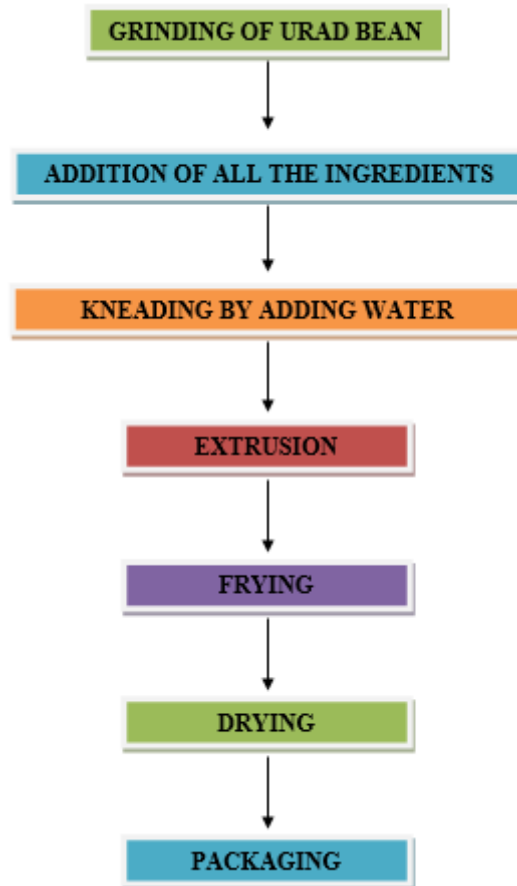 GRINDING OF URAD BEAN
ADDITION OF ALL THE INGREDIENTS
KNEADING BY ADDING WATER
EXTRUSION
FRYING
DRYING
PACKAGING